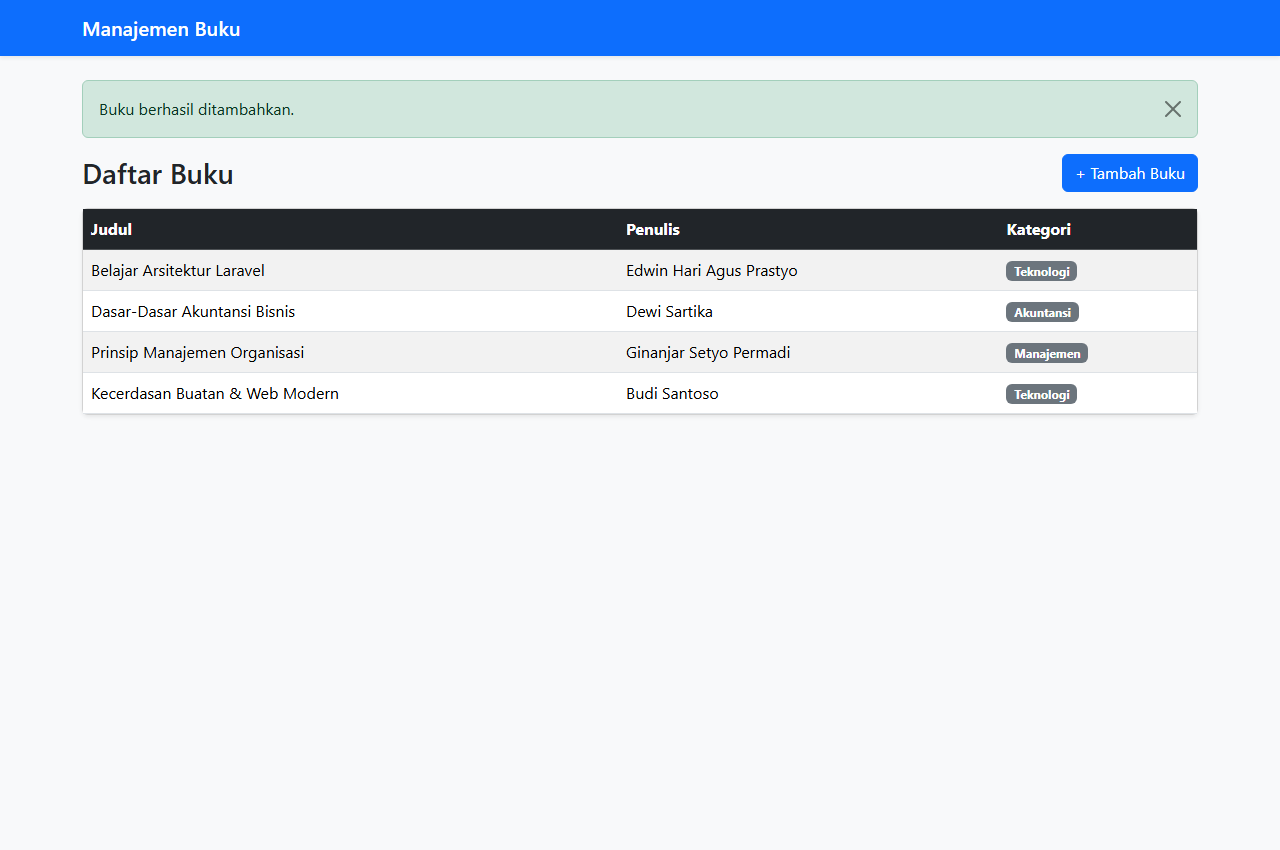 Manajemen Buku
Buku berhasil ditambahkan.
Daftar Buku
+ Tambah Buku
Judul Penulis Kategori
Belajar Arsitektur Laravel Edwin Hari Agus Prastyo Teknologi
Dasar-Dasar Akuntansi Bisnis Dewi Sartika Akuntansi
Prinsip Manajemen Organisasi Ginanjar Setyo Permadi Manajemen
Kecerdasan Buatan & Web Modern Budi Santoso Teknologi